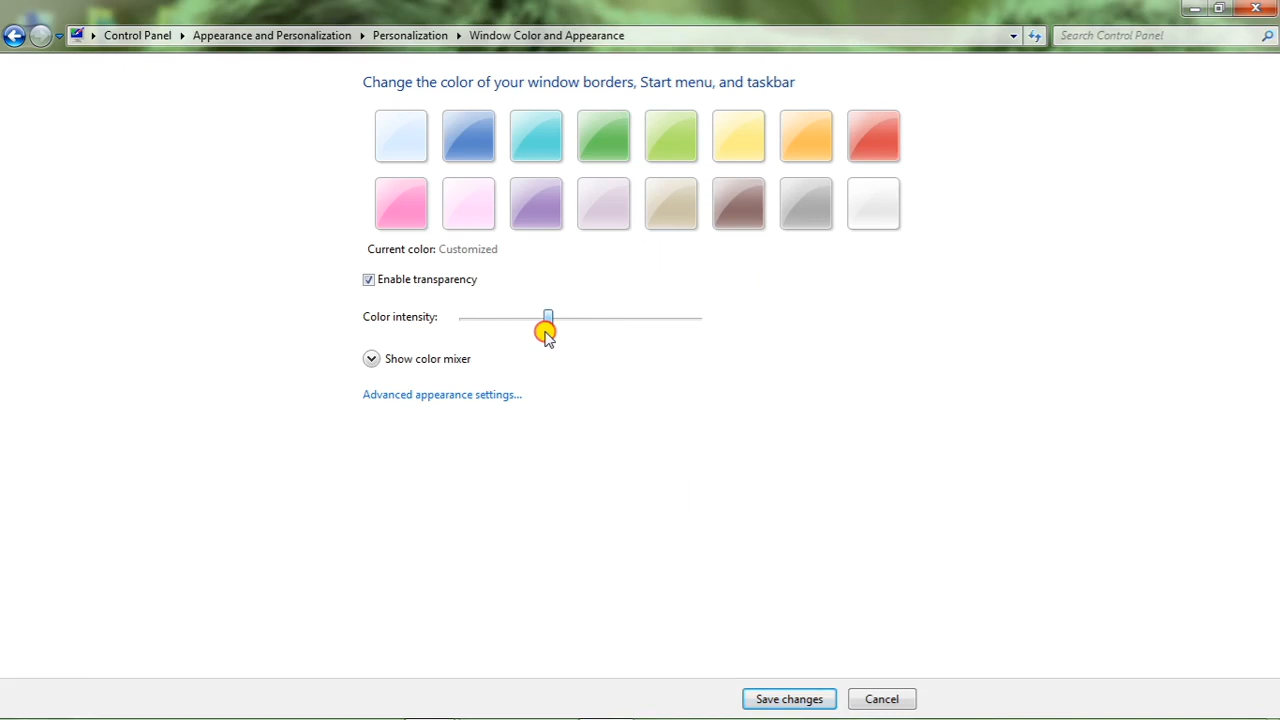 Control Panel Appearance and Personalization Personalization Window Color and Appearance Search Control Panel
Change the color of your window borders, Start menu, and taskbar
Current color: Customized
Enable transparency
Color intensity:
Show color mixer
Advanced appearance settings...
Save changes Cancel